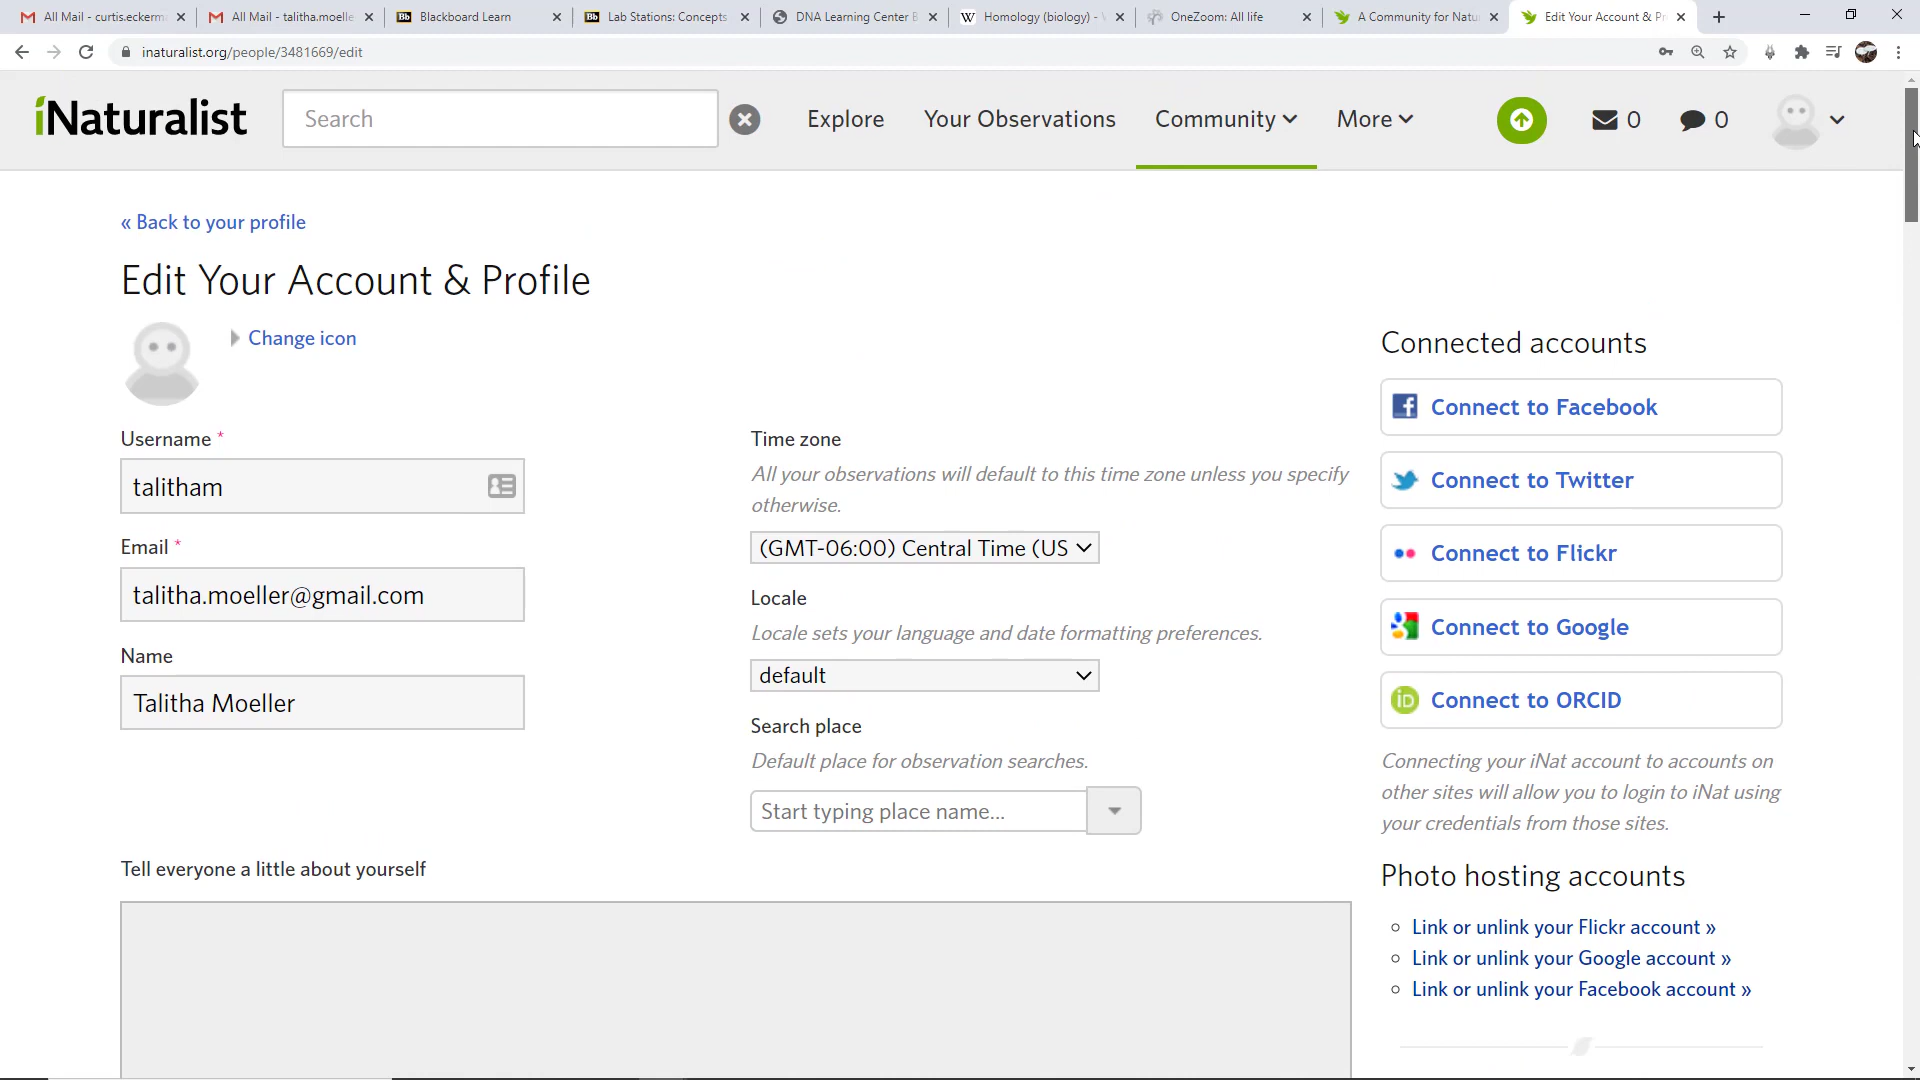 All Mail - curtis.eckerm
All Mail - talitha.moelle
Blackboard Learn
Lab Stations: Concepts
DNA Learning Center B
Homology (biology) -
OneZoom: All life
A Community for Natu
Edit Your Account & Pr
inaturalist.org/people/3481669/edit
iNaturalist
Search
Explore
Your Observations
Community
More
0
0
« Back to your profile
Edit Your Account & Profile
Change icon
Username *
talitham
Email *
talitha.moeller@gmail.com
Name
Talitha Moeller
Time zone
All your observations will default to this time zone unless you specify
otherwise.
(GMT-06:00) Central Time (US
Locale
Locale sets your language and date formatting preferences.
default
Search place
Default place for observation searches.
Start typing place name...
Tell everyone a little about yourself
Connected accounts
Connect to Facebook
Connect to Twitter
Connect to Flickr
Connect to Google
Connect to ORCID
Connecting your iNat account to accounts on
other sites will allow you to login to iNat using
your credentials from those sites.
Photo hosting accounts
Link or unlink your Flickr account »
Link or unlink your Google account »
Link or unlink your Facebook account »